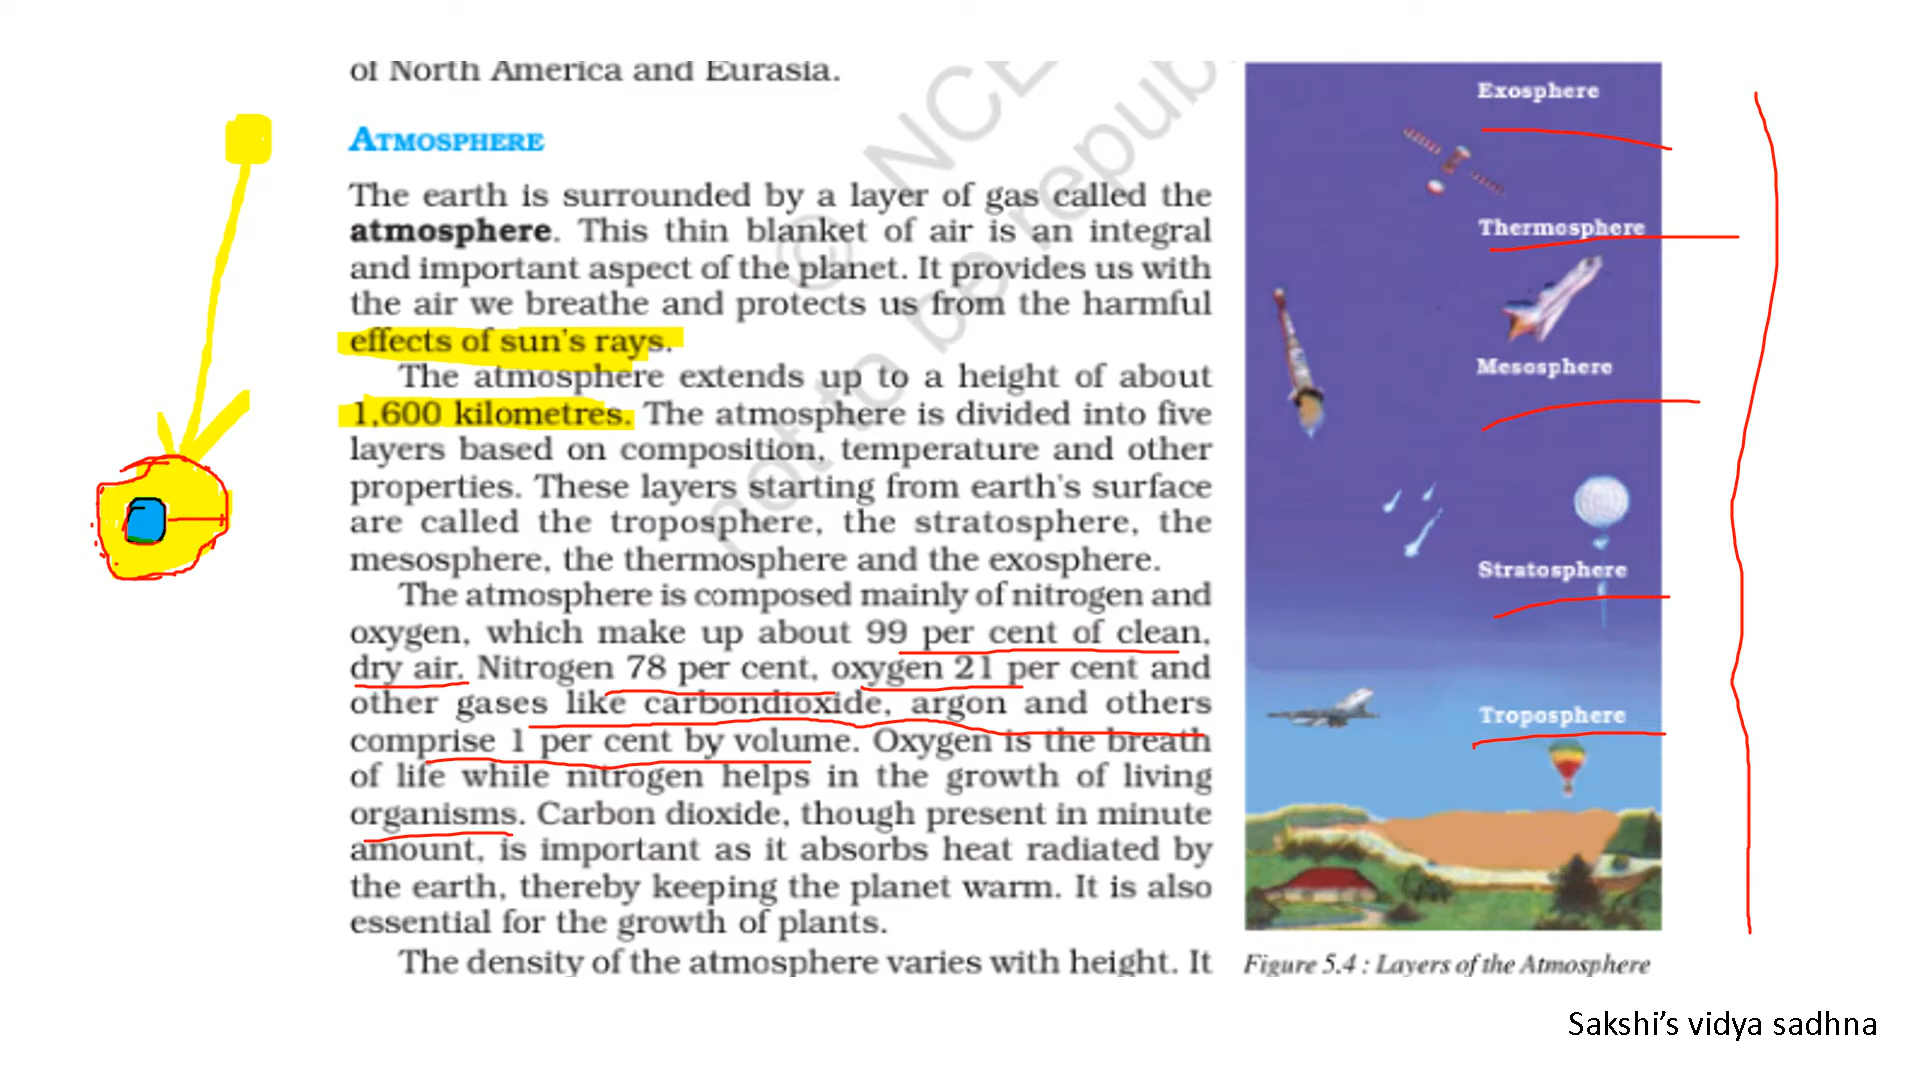 of North America and Eurasia.
ATMOSPHERE
The earth is surrounded by a layer of gas called the
atmosphere. This thin blanket of air is an integral
and important aspect of the planet. It provides us with
the air we breathe and protects us from the harmful
effects of sun's rays.
The atmosphere extends up to a height of about
1,600 kilometres. The atmosphere is divided into five
layers based on composition, temperature and other
properties. These layers starting from earth's surface
are called the troposphere, the stratosphere, the
mesosphere, the thermosphere and the exosphere.
The atmosphere is composed mainly of nitrogen and
oxygen, which make up about 99 per cent of clean,
dry air. Nitrogen 78 per cent, oxygen 21 per cent and
other gases like carbondioxide, argon and others
comprise 1 per cent by volume. Oxygen is the breath
of life while nitrogen helps in the growth of living
organisms. Carbon dioxide, though present in minute
amount, is important as it absorbs heat radiated by
the earth, thereby keeping the planet warm. It is also
essential for the growth of plants.
The density of the atmosphere varies with height. It
© NCE
not to be republ
Exosphere
Thermosphere
Mesosphere
Stratosphere
Troposphere
Figure 5.4 : Layers of the Atmosphere
Sakshi's vidya sadhna